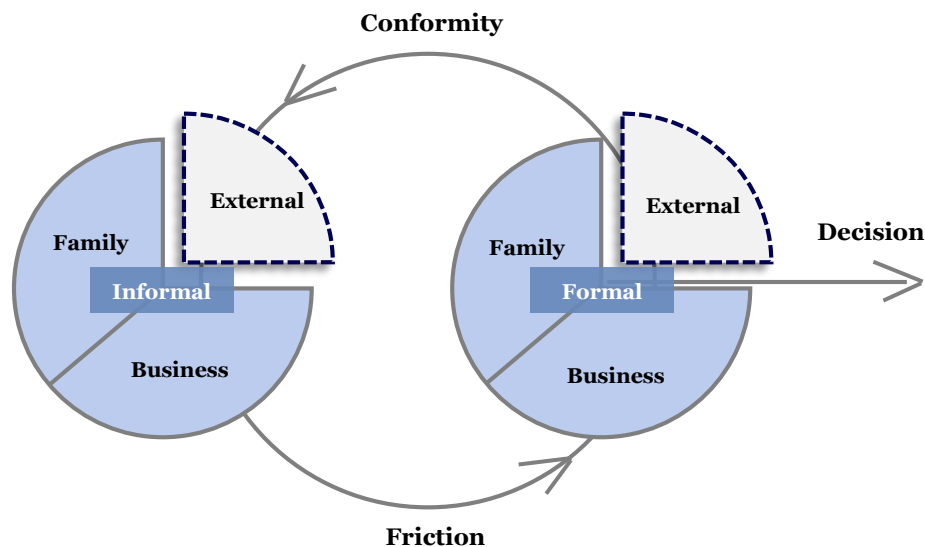 Conformity
External
External
Family
Family
Decision
Informal
Formal
Business
Business
Friction